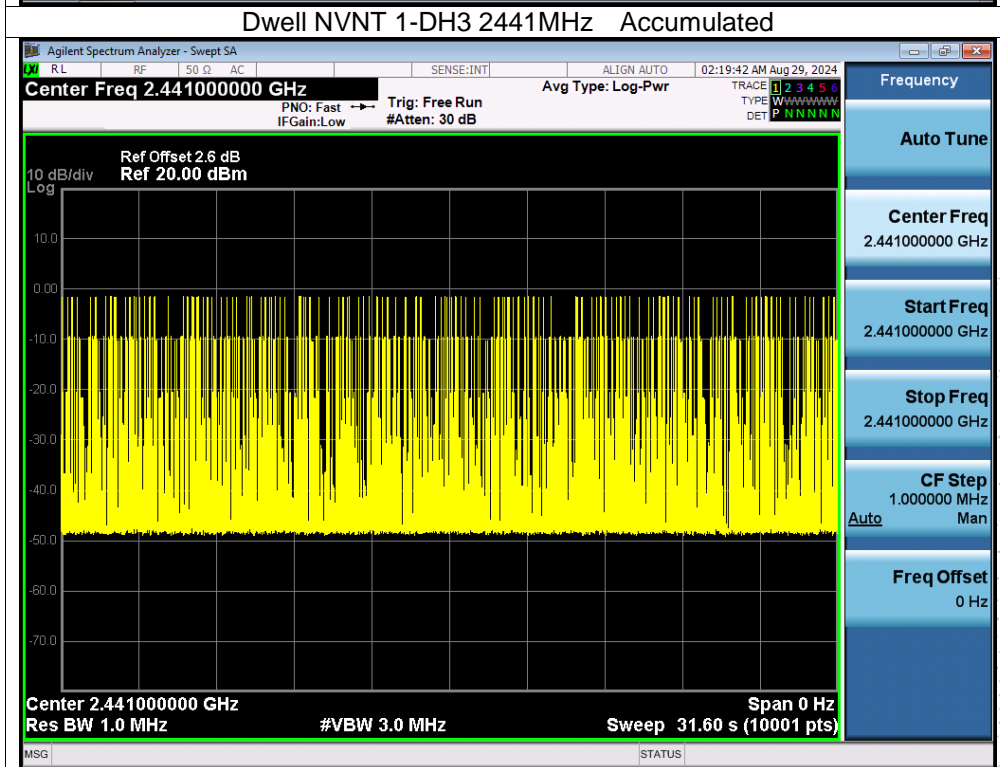 Dwell NVNT 1-DH3 2441MHz Accumulated
Agilent Spectrum Analyzer - Swept SA
LXI RL RF 50 Ω AC SENSE:INT ALIGN AUTO 02:19:42 AM Aug 29, 2024
Center Freq 2.441000000 GHz
Avg Type: Log-Pwr
TRACE 1 2 3 4 5 6
PNO: Fast
Trig: Free Run
TYPE WWWWWW
IFGain:Low
#Atten: 30 dB
DET P NNNNN
Ref Offset 2.6 dB
10 dB/div Ref 20.00 dBm
Log
10.0
0.00
-10.0
-20.0
-30.0
-40.0
-50.0
-60.0
-70.0
Center 2.441000000 GHz Span 0 Hz
Res BW 1.0 MHz #VBW 3.0 MHz Sweep 31.60 s (10001 pts)
MSG STATUS
Frequency
Auto Tune
Center Freq
2.441000000 GHz
Start Freq
2.441000000 GHz
Stop Freq
2.441000000 GHz
CF Step
1.000000 MHz
Auto Man
Freq Offset
0 Hz